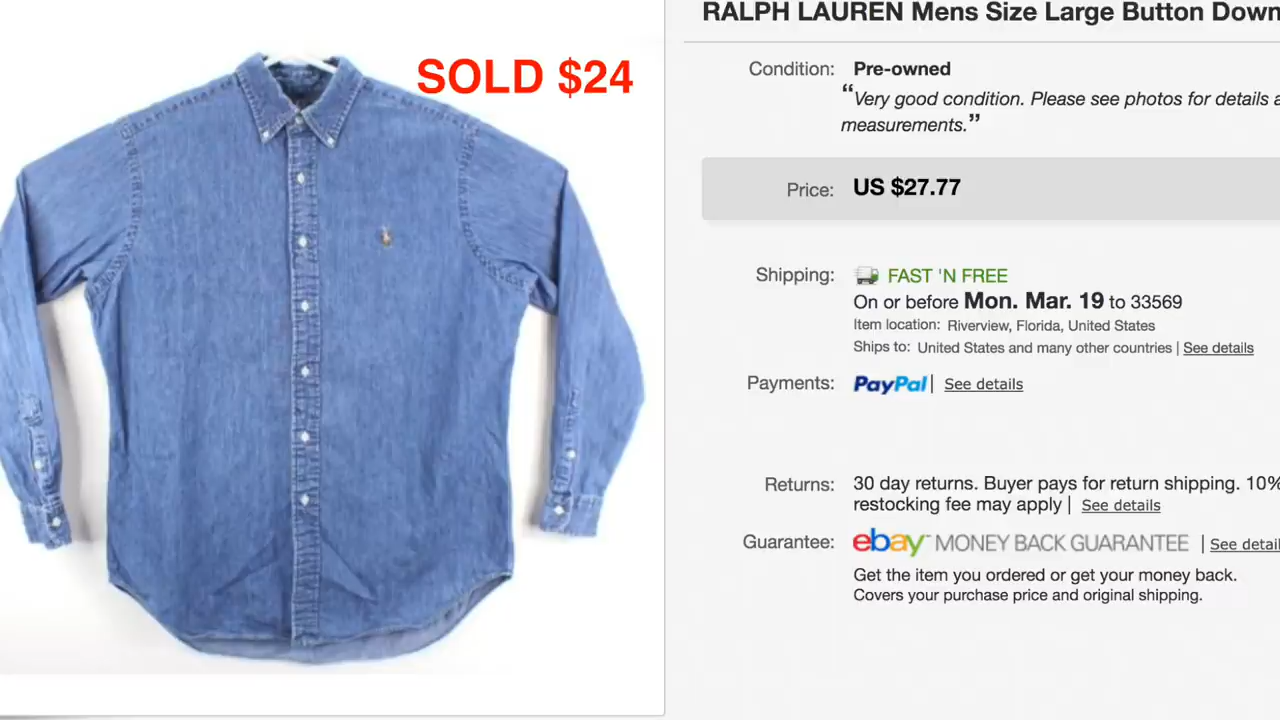 RALPH LAUREN Mens Size Large Button Down
SOLD $24
Condition: Pre-owned
“Very good condition. Please see photos for details a
measurements.”
Price: US $27.77
Shipping: FAST 'N FREE
On or before Mon. Mar. 19 to 33569
Item location: Riverview, Florida, United States
Ships to: United States and many other countries | See details
Payments: PayPal | See details
Returns: 30 day returns. Buyer pays for return shipping. 10%
restocking fee may apply | See details
Guarantee: ebay MONEY BACK GUARANTEE | See detail
Get the item you ordered or get your money back.
Covers your purchase price and original shipping.